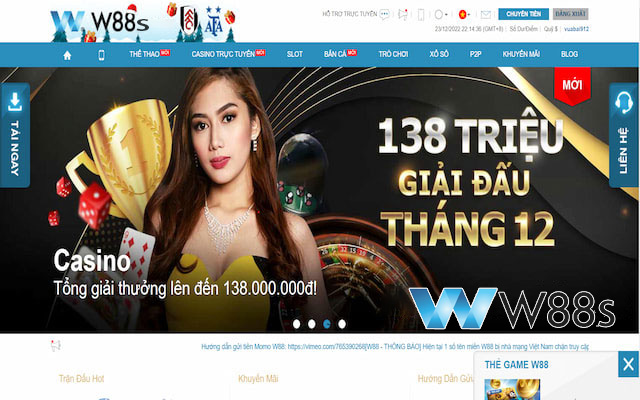 W88s
AFA
HỖ TRỢ TRỰC TUYẾN
CHUYỂN TIỀN
ĐĂNG XUẤT
23/12/2022 22:14:36 (GMT+8) | Sổ Dư/Điểm | Quỹ $ | vuabai912
THỂ THAO MỚI
CASINO TRỰC TUYẾN MỚI
SLOT
BẮN CÁ MỚI
TRÒ CHƠI
XỔ SỐ
P2P
KHUYẾN MÃI
BLOG
TẢI NGAY
MỚI
LIÊN HỆ
138 TRIỆU
GIẢI ĐẤU
THÁNG 12
Casino
Tổng giải thưởng lên đến 138.000.000đ!
W88s
Hướng dẫn gửi tiền Momo W88: https://vimeo.com/765390268[W88 - THÔNG BÁO] Hiện tại 1 số tên miền W88 bị nhà mạng Việt Nam chặn truy cập
THẺ GAME W88
Trận Đấu Hot
Khuyến Mãi
Hướng Dẫn Gửi